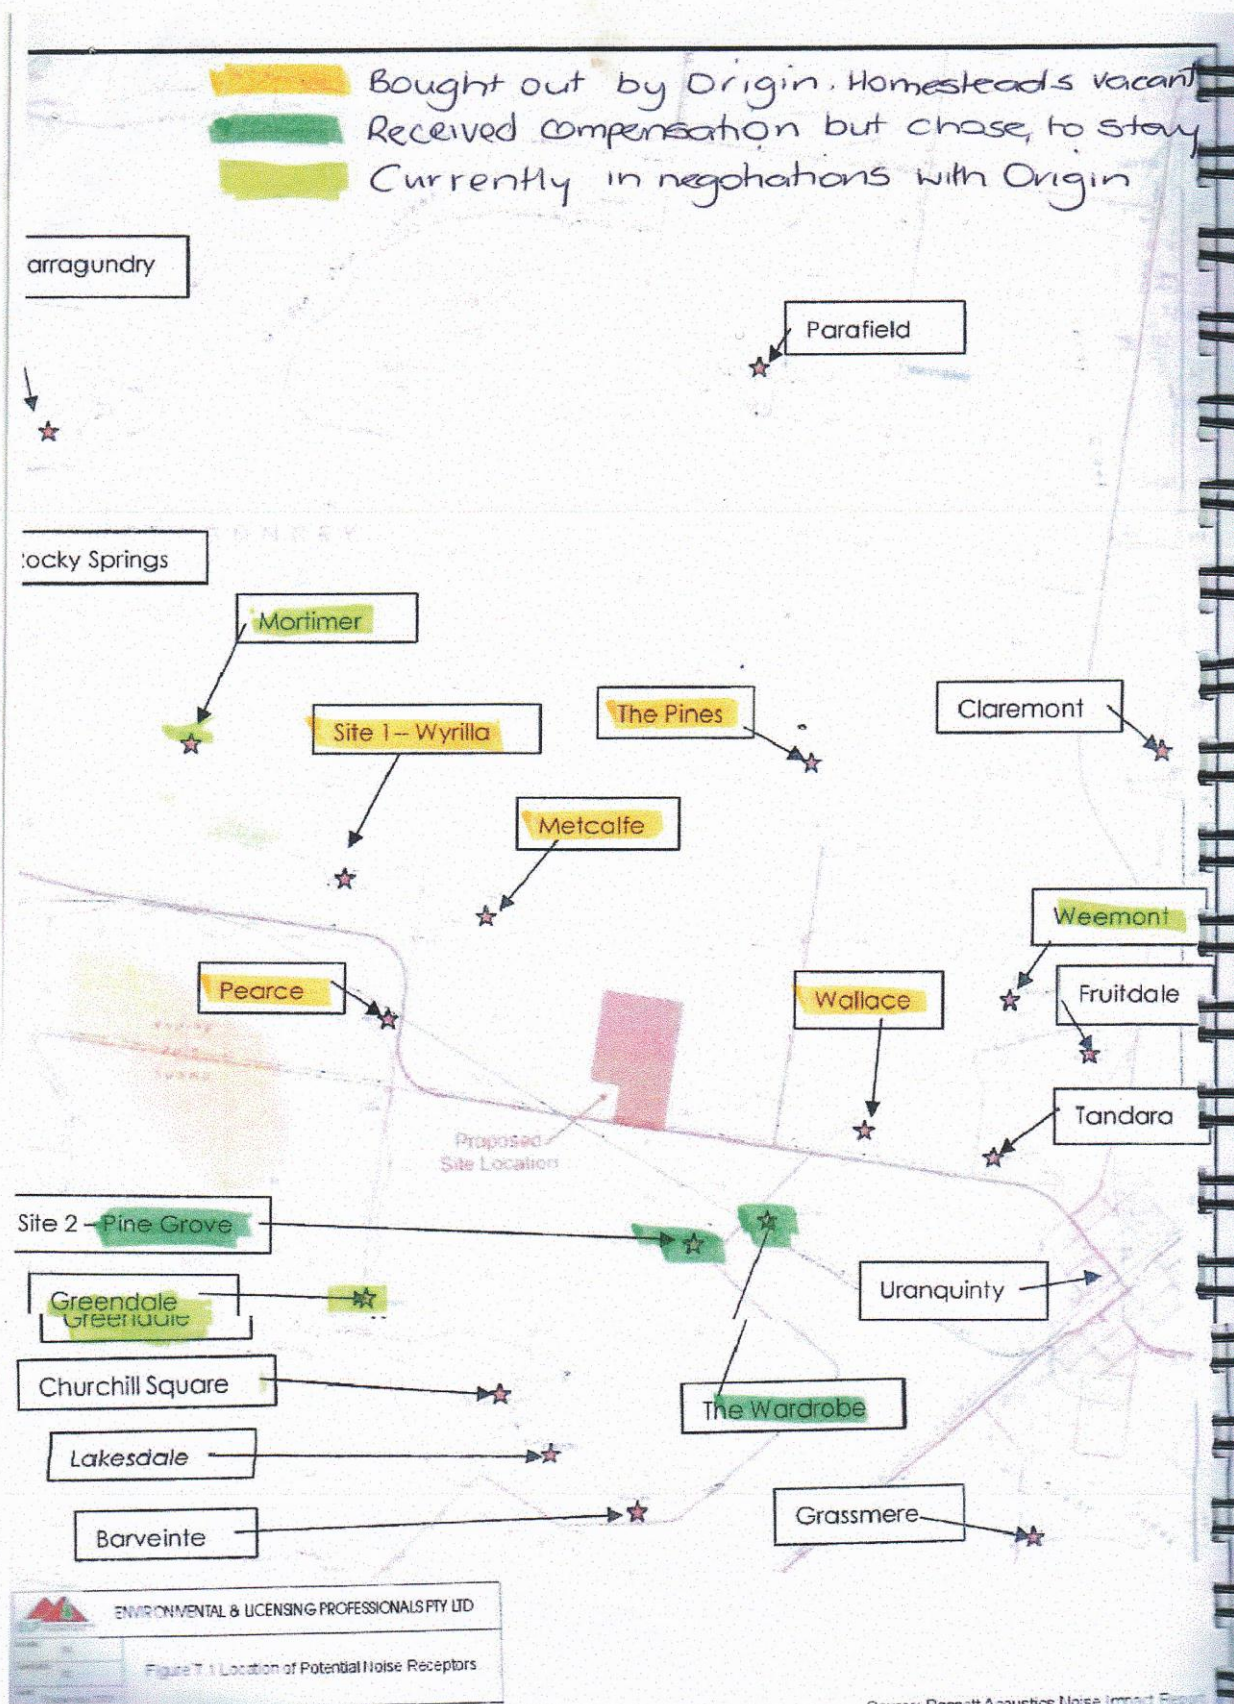 Bought out by Origin. Homesteads vacant
Received compensation but chose, to stay
Currently in negotiations with Origin
arragundry
Parafield
ocky Springs
Mortimer
Site 1– Wyrilla
The Pines
Claremont
Metcalfe
Weemont
Pearce
Wallace
Fruitdale
Proposed
Site Location
Tandara
Site 2 – Pine Grove
Greendale
Greendale
Uranquinty
Churchill Square
The Wardrobe
Lakesdale
Grassmere
Barveinte
ENVIRONMENTAL & LICENSING PROFESSIONALS PTY LTD
Figure 7.1 Location of Potential Noise Receptors